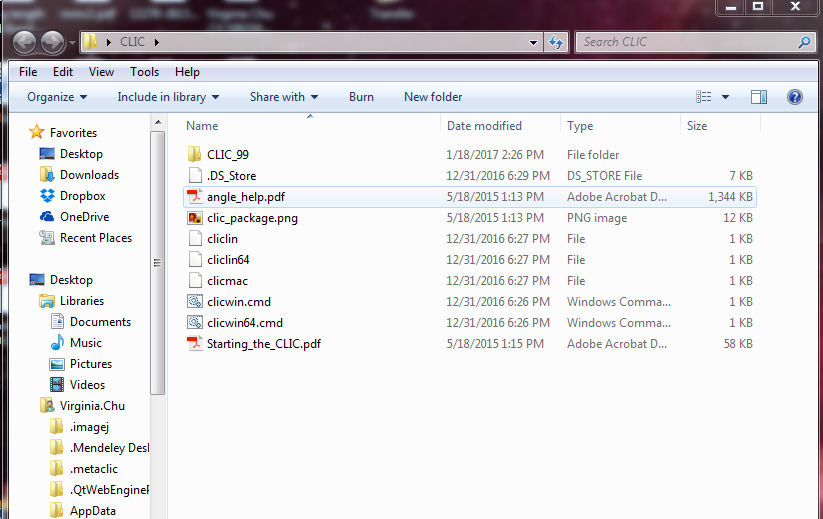 CLIC
Search CLIC
File Edit View Tools Help
Organize Include in library Share with Burn New folder
Name Date modified Type Size
Favorites
Desktop
Downloads
Dropbox
OneDrive
Recent Places
Desktop
Libraries
Documents
Music
Pictures
Videos
Virginia.Chu
.imagej
.Mendeley Desl
.metaclic
.QtWebEngineF
AppData
CLIC_99 1/18/2017 2:26 PM File folder
.DS_Store 12/31/2016 6:29 PM DS_STORE File 7 KB
angle_help.pdf 5/18/2015 1:13 PM Adobe Acrobat D... 1,344 KB
clic_package.png 5/18/2015 1:13 PM PNG image 12 KB
cliclin 12/31/2016 6:27 PM File 1 KB
cliclin64 12/31/2016 6:27 PM File 1 KB
clicmac 12/31/2016 6:27 PM File 1 KB
clicwin.cmd 12/31/2016 6:26 PM Windows Comma... 1 KB
clicwin64.cmd 12/31/2016 6:26 PM Windows Comma... 1 KB
Starting_the_CLIC.pdf 5/18/2015 1:15 PM Adobe Acrobat D... 58 KB